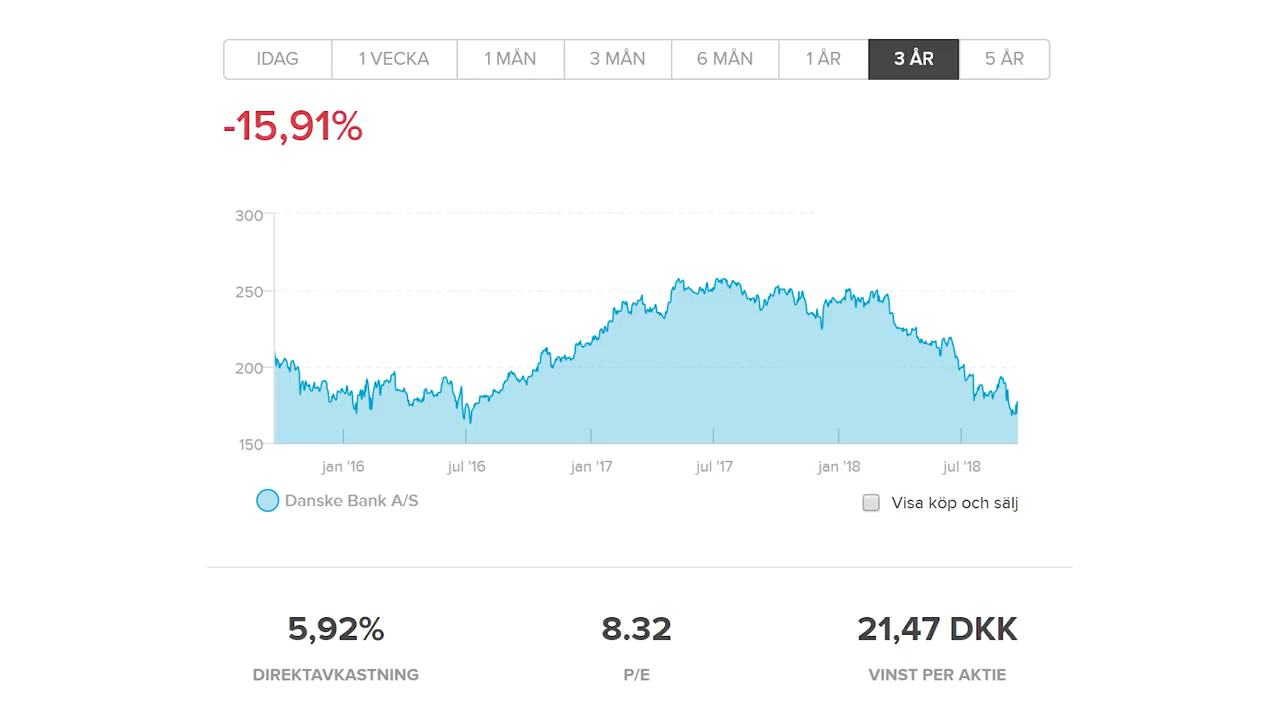 IDAG 1 VECKA 1 MÅN 3 MÅN 6 MÅN 1 ÅR 3 ÅR 5 ÅR
-15,91%
300
250
200
150
jan '16 jul '16 jan '17 jul '17 jan '18 jul '18
Danske Bank A/S Visa köp och sälj
5,92% 8.32 21,47 DKK
DIREKTAVKASTNING P/E VINST PER AKTIE